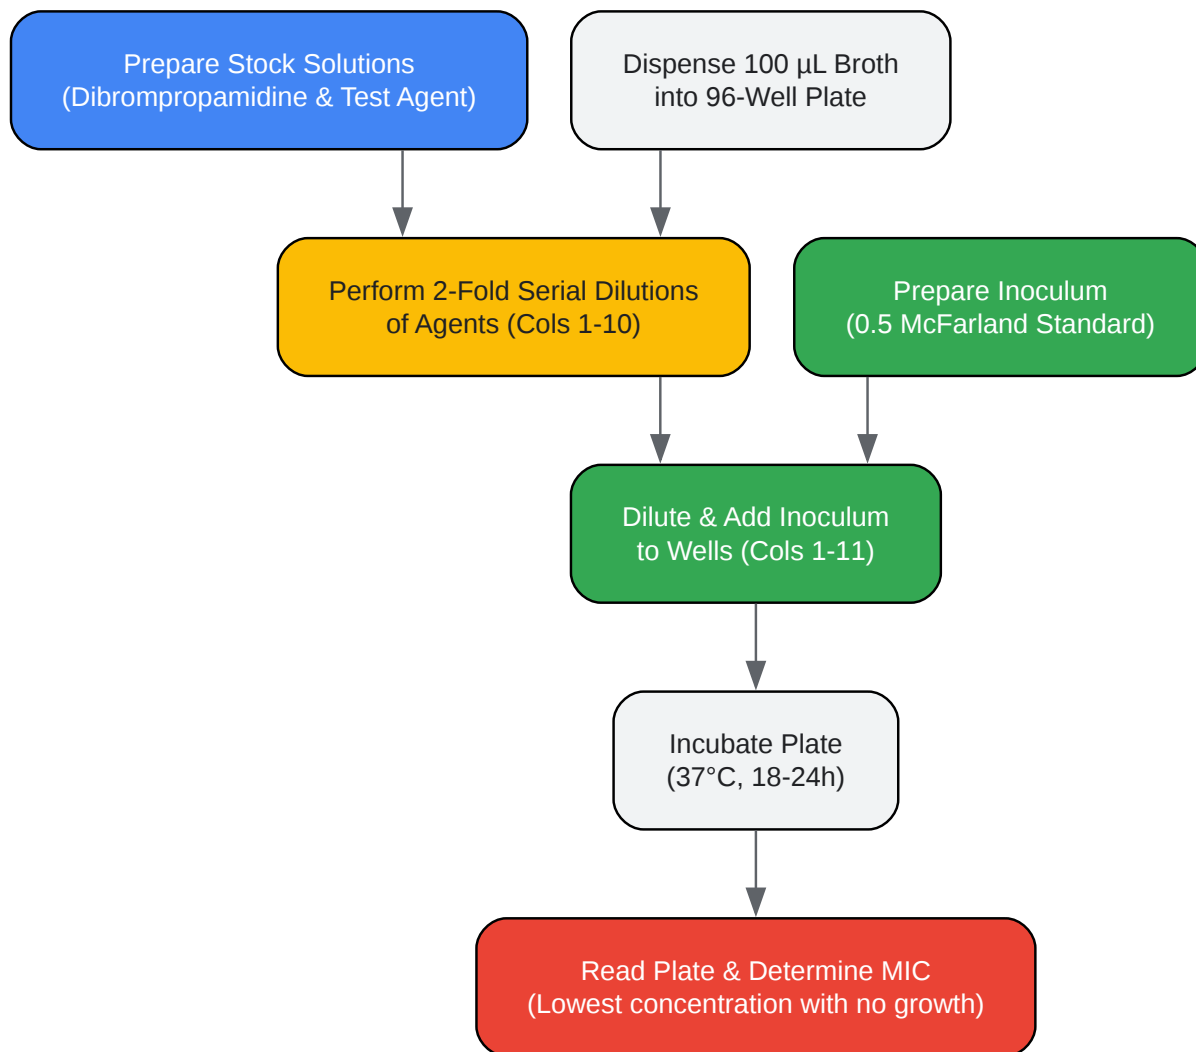 Prepare Stock Solutions
(Dibrompropamidine & Test Agent)
Dispense 100 µL Broth
into 96-Well Plate
Perform 2-Fold Serial Dilutions
of Agents (Cols 1-10)
Prepare Inoculum
(0.5 McFarland Standard)
Dilute & Add Inoculum
to Wells (Cols 1-11)
Incubate Plate
(37°C, 18-24h)
Read Plate & Determine MIC
(Lowest concentration with no growth)